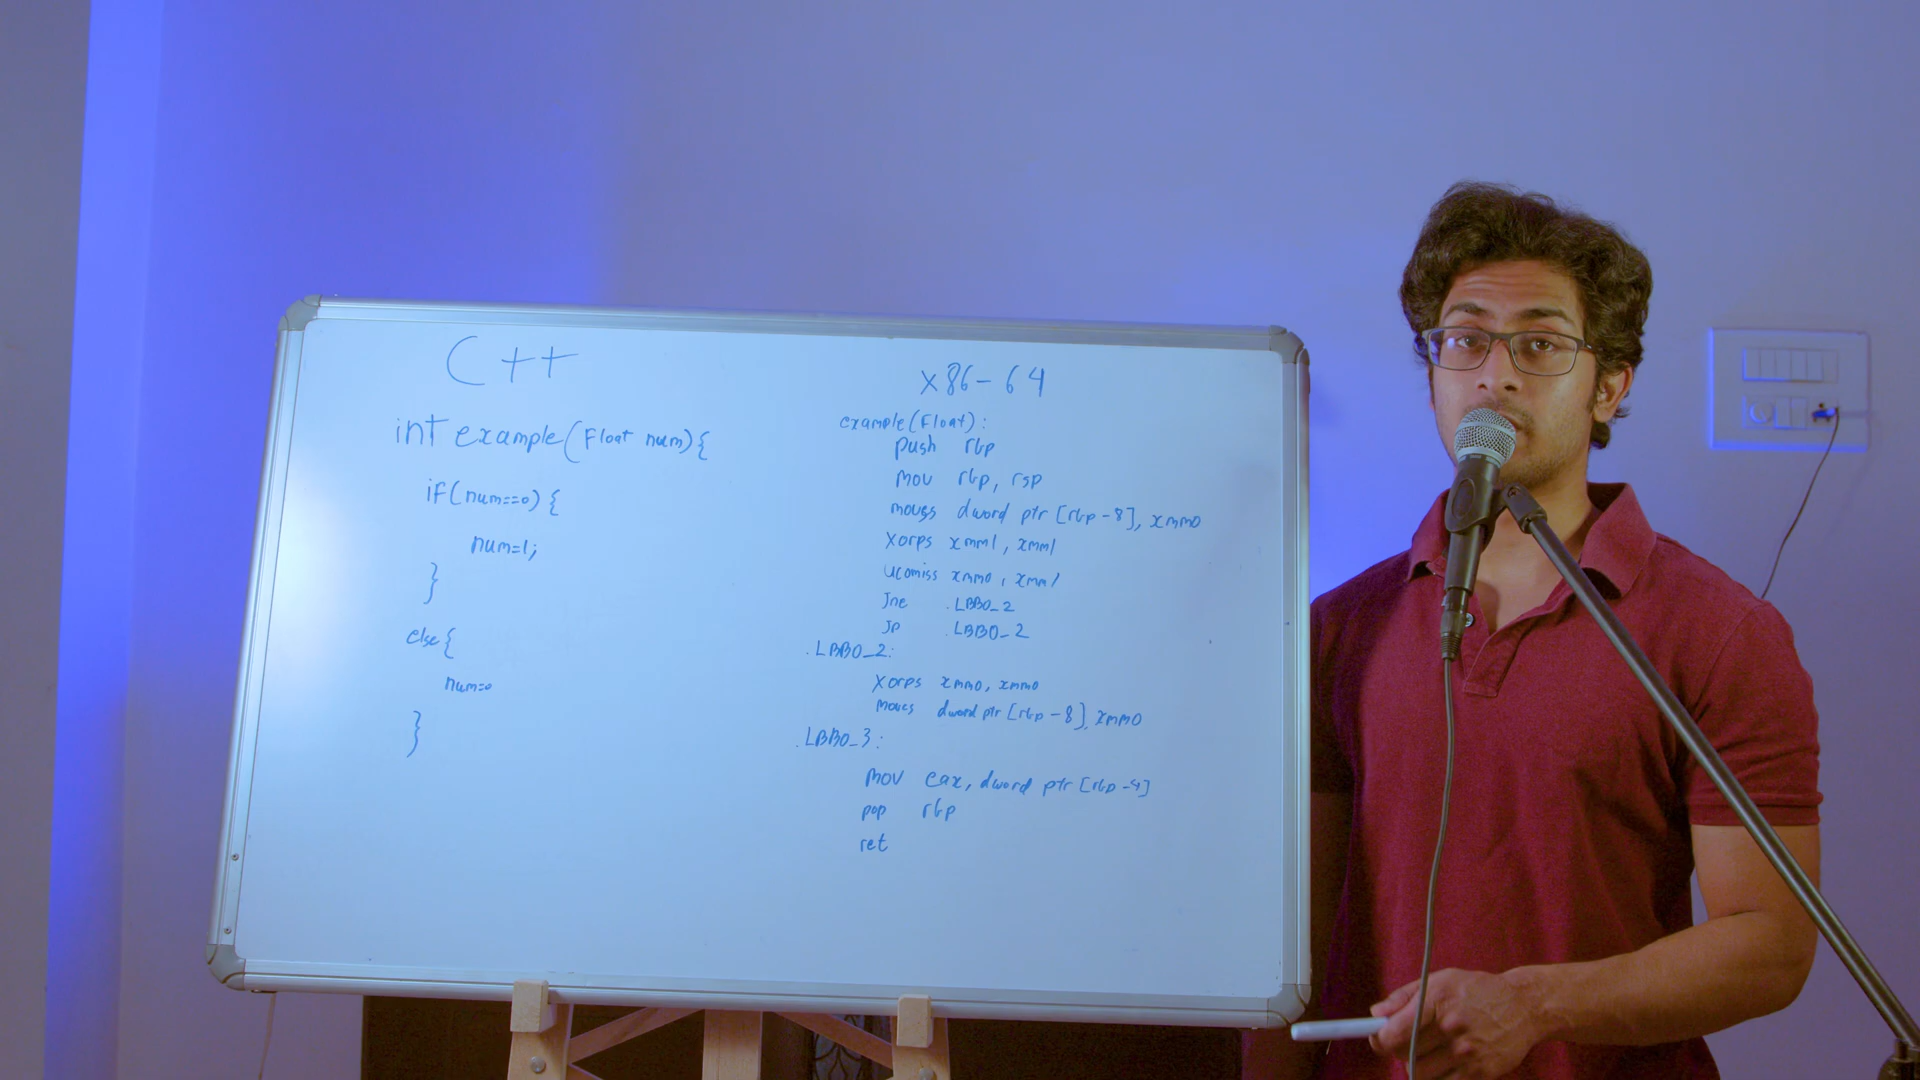 C++
int example(Float num){
if(num==0){
num=1;
}
else{
num=0
}
x86-64
example(Float):
push rbp
mov rbp, rsp
movss dword ptr [rbp-8], xmm0
xorps xmm1, xmm1
ucomiss xmm0, xmm1
Jne .LBB0_2
JP .LBB0_2
.LBB0_2:
xorps xmm0, xmm0
movss dword ptr [rbp-8], xmm0
.LBB0_3:
mov eax, dword ptr [rbp-4]
pop rbp
ret